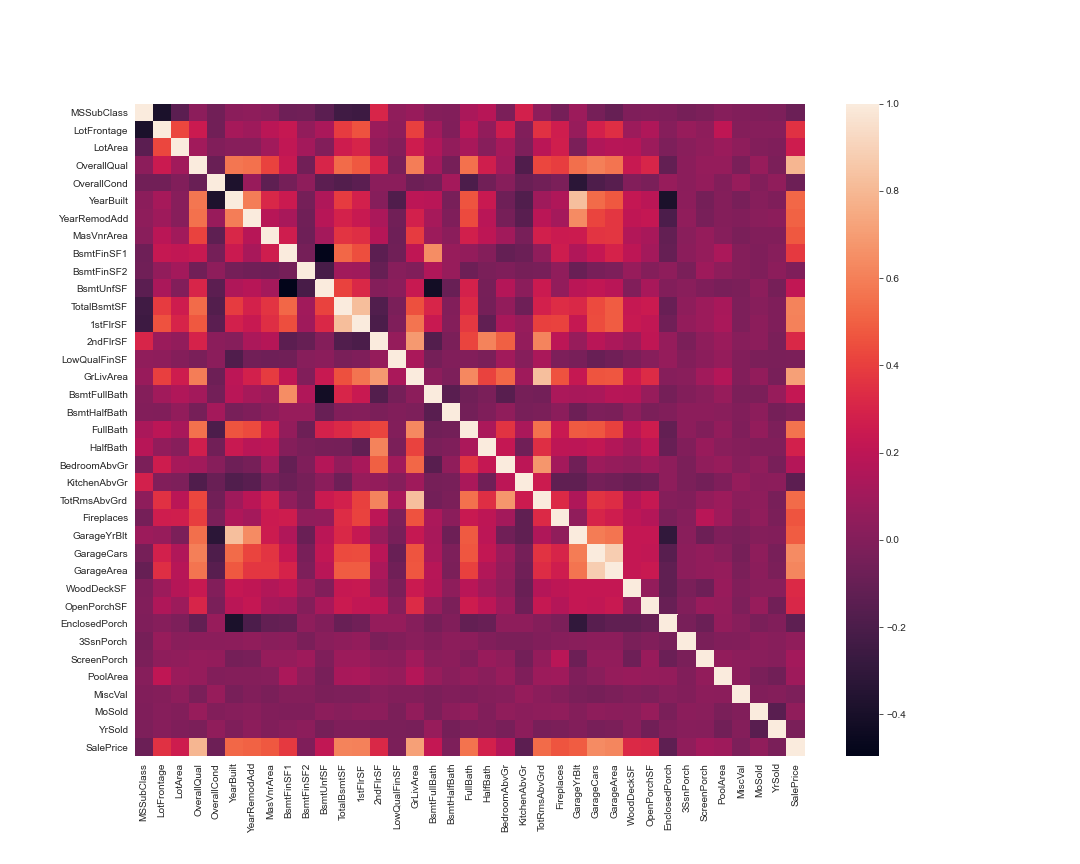 MSSubClass
LotFrontage
LotArea
OverallQual
OverallCond
YearBuilt
YearRemodAdd
MasVnrArea
BsmtFinSF1
BsmtFinSF2
BsmtUnfSF
TotalBsmtSF
1stFlrSF
2ndFlrSF
LowQualFinSF
GrLivArea
BsmtFullBath
BsmtHalfBath
FullBath
HalfBath
BedroomAbvGr
KitchenAbvGr
TotRmsAbvGrd
Fireplaces
GarageYrBlt
GarageCars
GarageArea
WoodDeckSF
OpenPorchSF
EnclosedPorch
3SsnPorch
ScreenPorch
PoolArea
MiscVal
MoSold
YrSold
SalePrice
MSSubClass
LotFrontage
LotArea
OverallQual
OverallCond
YearBuilt
YearRemodAdd
MasVnrArea
BsmtFinSF1
BsmtFinSF2
BsmtUnfSF
TotalBsmtSF
1stFlrSF
2ndFlrSF
LowQualFinSF
GrLivArea
BsmtFullBath
BsmtHalfBath
FullBath
HalfBath
BedroomAbvGr
KitchenAbvGr
TotRmsAbvGrd
Fireplaces
GarageYrBlt
GarageCars
GarageArea
WoodDeckSF
OpenPorchSF
EnclosedPorch
3SsnPorch
ScreenPorch
PoolArea
MiscVal
MoSold
YrSold
SalePrice
1.0
0.8
0.6
0.4
0.2
0.0
−0.2
−0.4